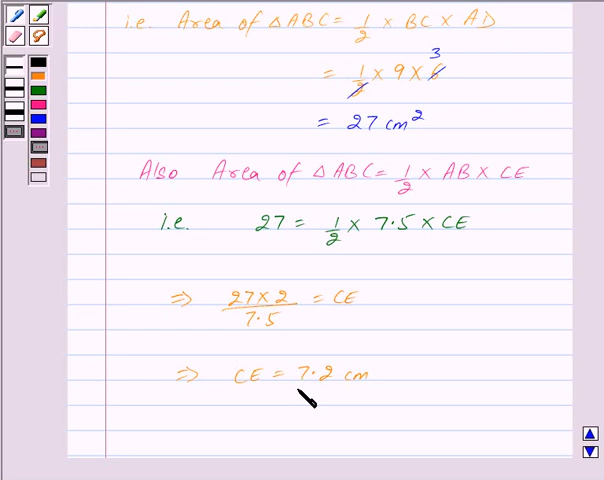 i.e. Area of △ABC = 1/2 × BC × AD
= 1/2 × 9 × 6 3
= 27 cm²
Also Area of △ABC = 1/2 × AB × CE
i.e. 27 = 1/2 × 7.5 × CE
⇒ 27 × 2 / 7.5 = CE
⇒ CE = 7.2 cm